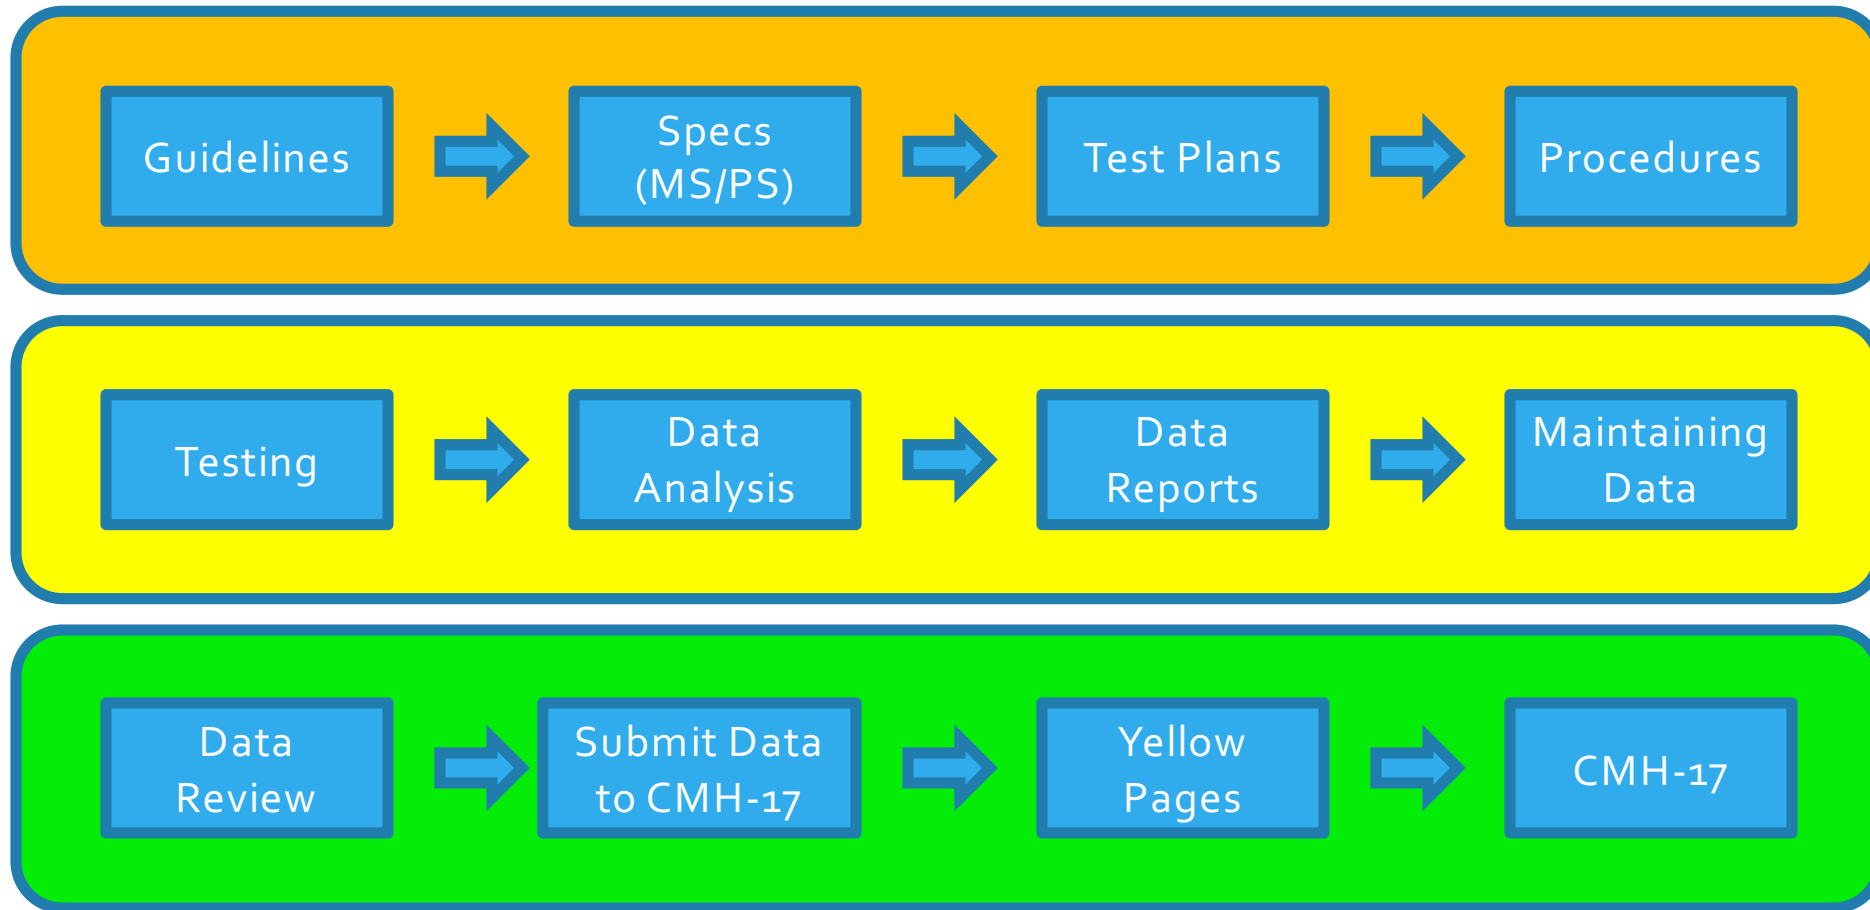 Guidelines
Specs
(MS/PS)
Test Plans
Procedures
Testing
Data
Analysis
Data
Reports
Maintaining
Data
Data
Review
Submit Data
to CMH-17
Yellow
Pages
CMH-17